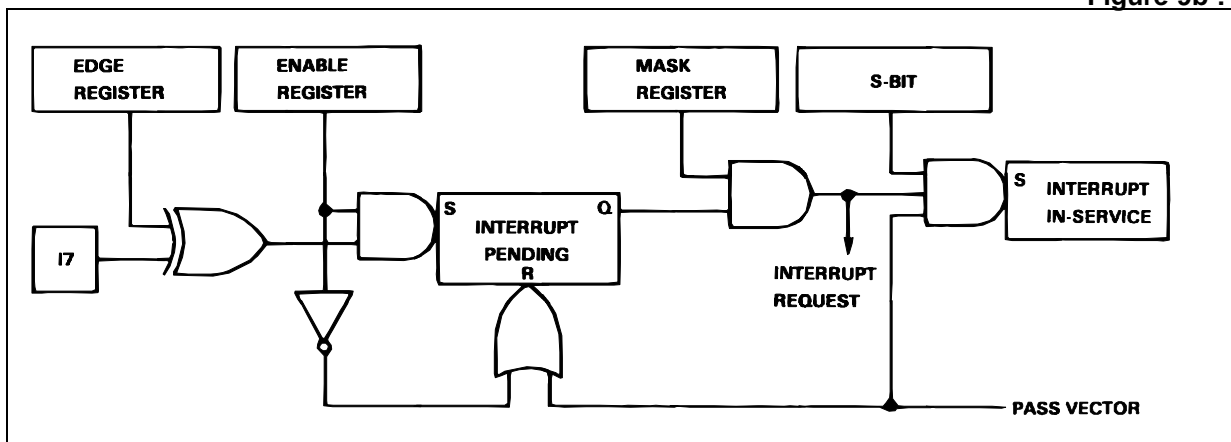 Figure 9b :
EDGE
REGISTER
ENABLE
REGISTER
MASK
REGISTER
S-BIT
I7
S
INTERRUPT
PENDING
R
Q
INTERRUPT
REQUEST
S
INTERRUPT
IN-SERVICE
PASS VECTOR